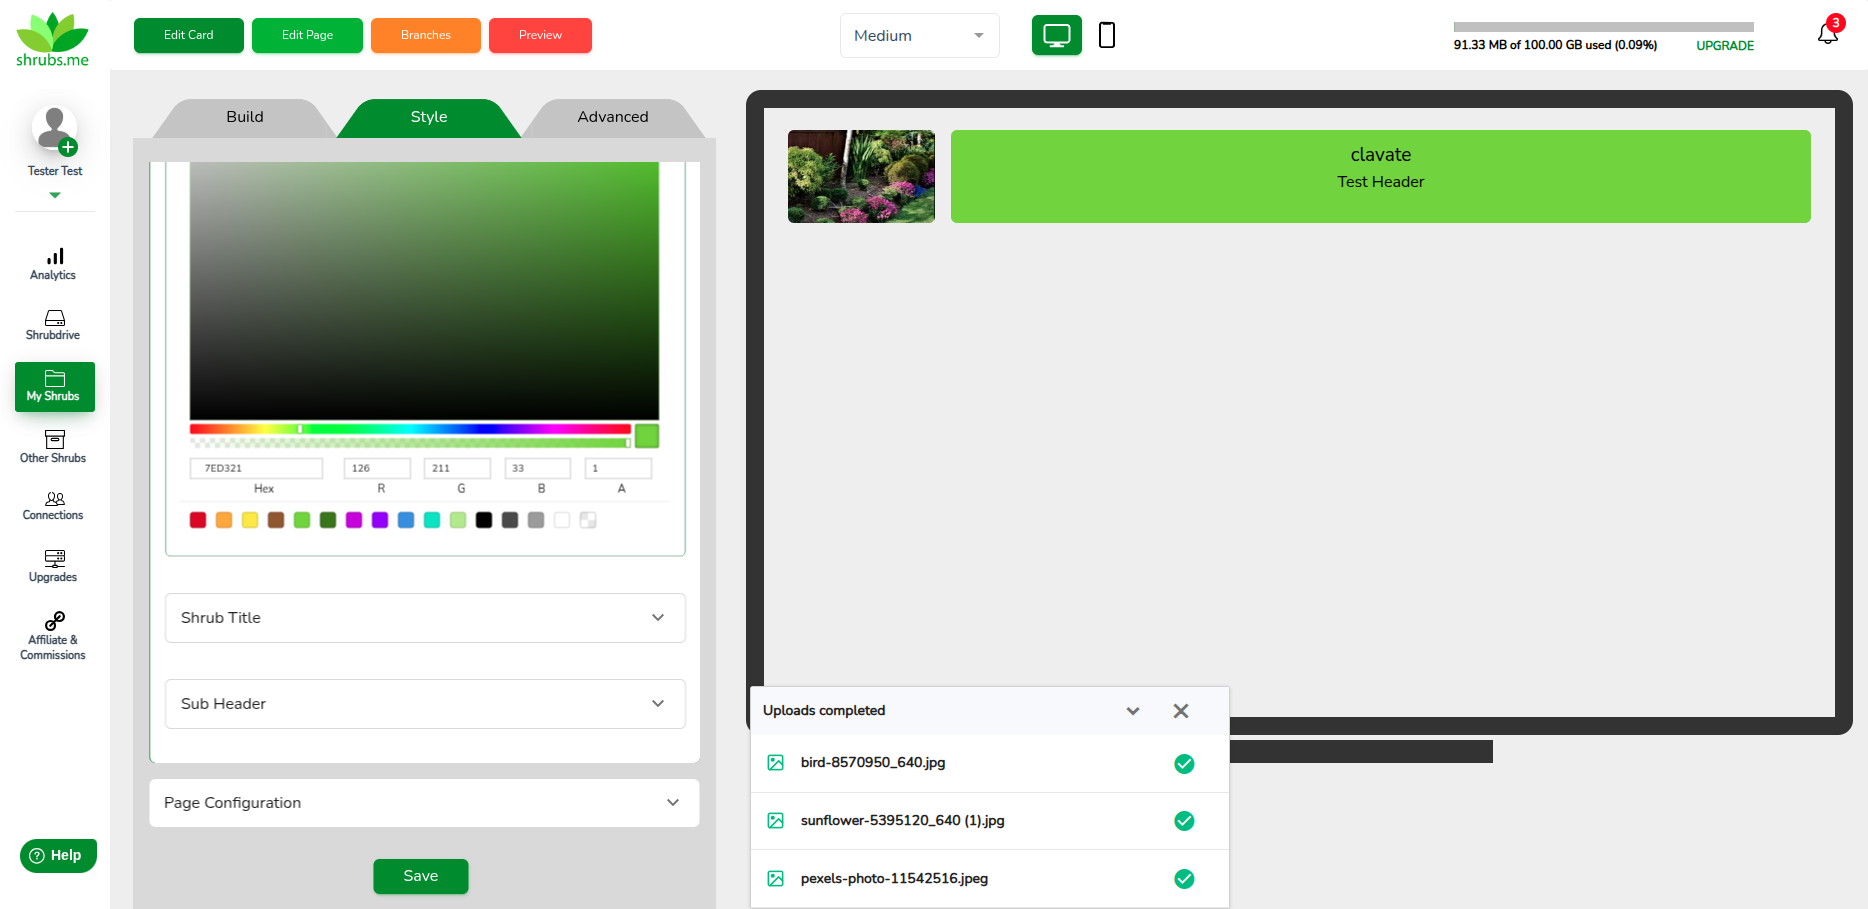 shrubs.me
Edit Card
Edit Page
Branches
Preview
Medium
91.33 MB of 100.00 GB used (0.09%)
UPGRADE
3
Tester Test
Analytics
Shrubdrive
My Shrubs
Other Shrubs
Connections
Upgrades
Affiliate &
Commissions
Help
Build
Style
Advanced
7ED321
126
211
33
1
Hex
R
G
B
A
Shrub Title
Sub Header
Page Configuration
Save
clavate
Test Header
Uploads completed
bird-8570950_640.jpg
sunflower-5395120_640 (1).jpg
pexels-photo-11542516.jpeg